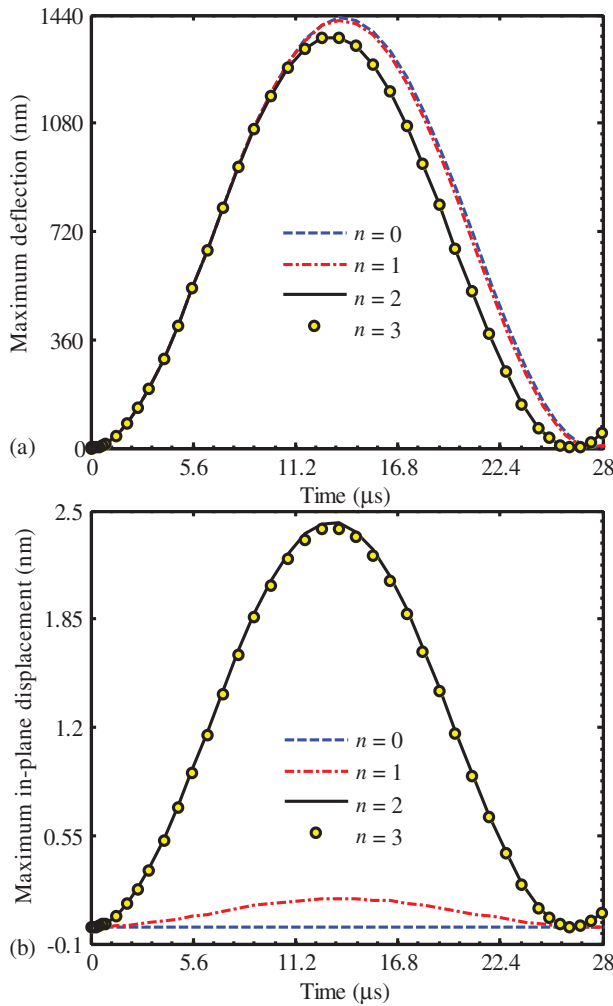 1440
1080
720
360
0
Maximum deflection (nm)
n = 0
n = 1
n = 2
n = 3
(a)
0
5.6
11.2
16.8
22.4
28
Time (μs)
2.5
1.85
1.2
0.55
-0.1
Maximum in-plane displacement (nm)
n = 0
n = 1
n = 2
n = 3
(b)
0
5.6
11.2
16.8
22.4
28
Time (μs)